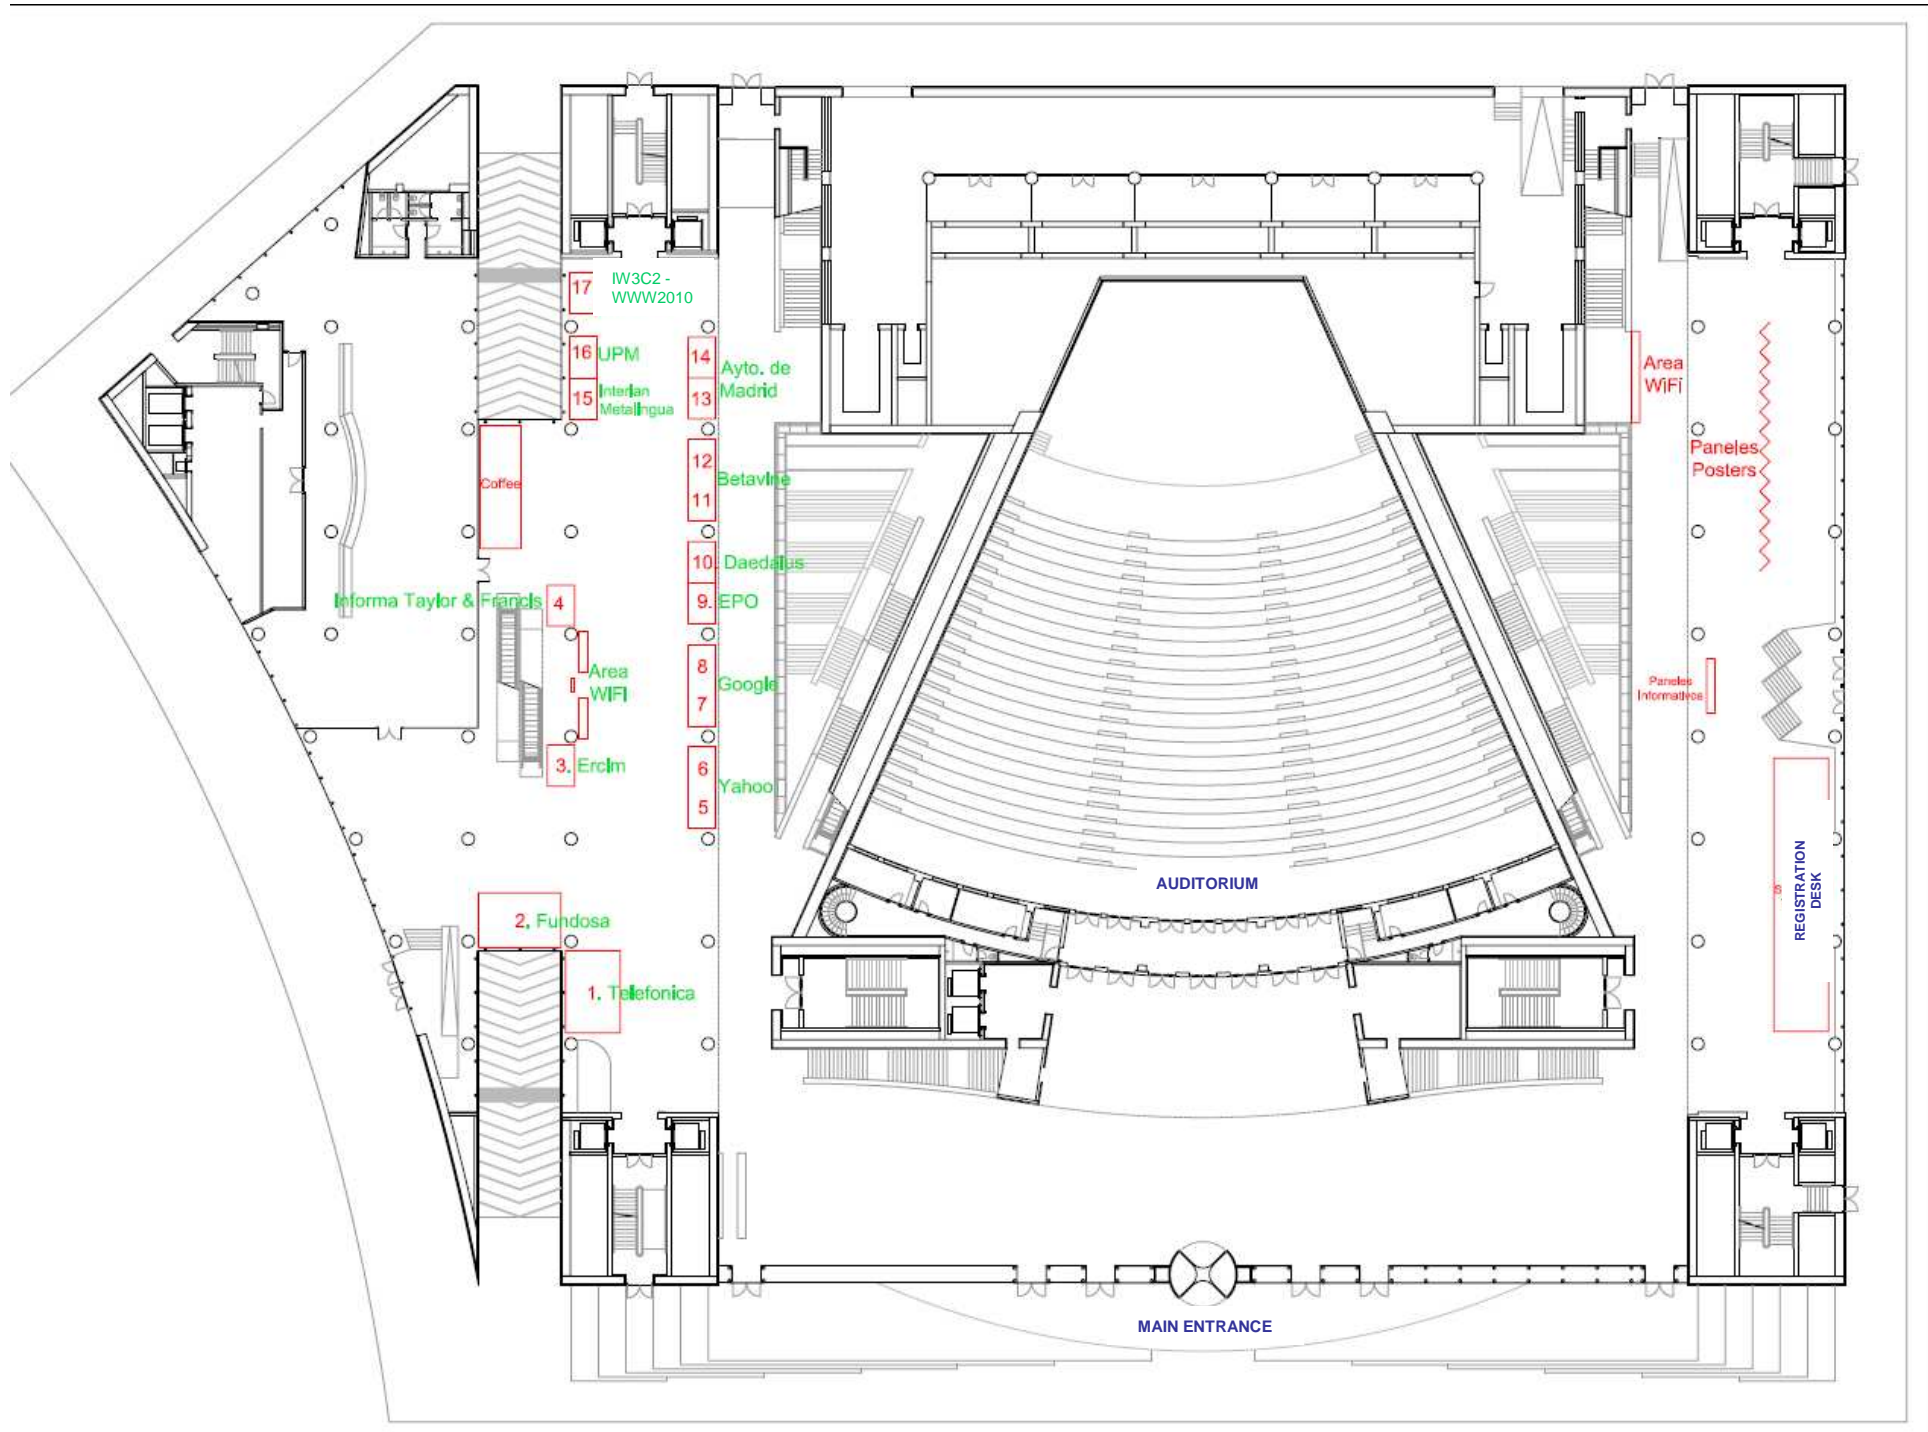 17
IW3C2 -
WWW2010
16 UPM
15 Interlan
Metalingua
14
13
Ayto. de
Madrid
Coffee
12
11
Betavine
10. Daedalus
9. EPO
Informa Taylor & Francis 4
Area
WIFI
8
7
Google
3. Ercim
6
5
Yahoo
2. Fundosa
1. Telefonica
Area
WiFi
Paneles
Posters
Paneles
Informativos
AUDITORIUM
REGISTRATION
DESK
MAIN ENTRANCE